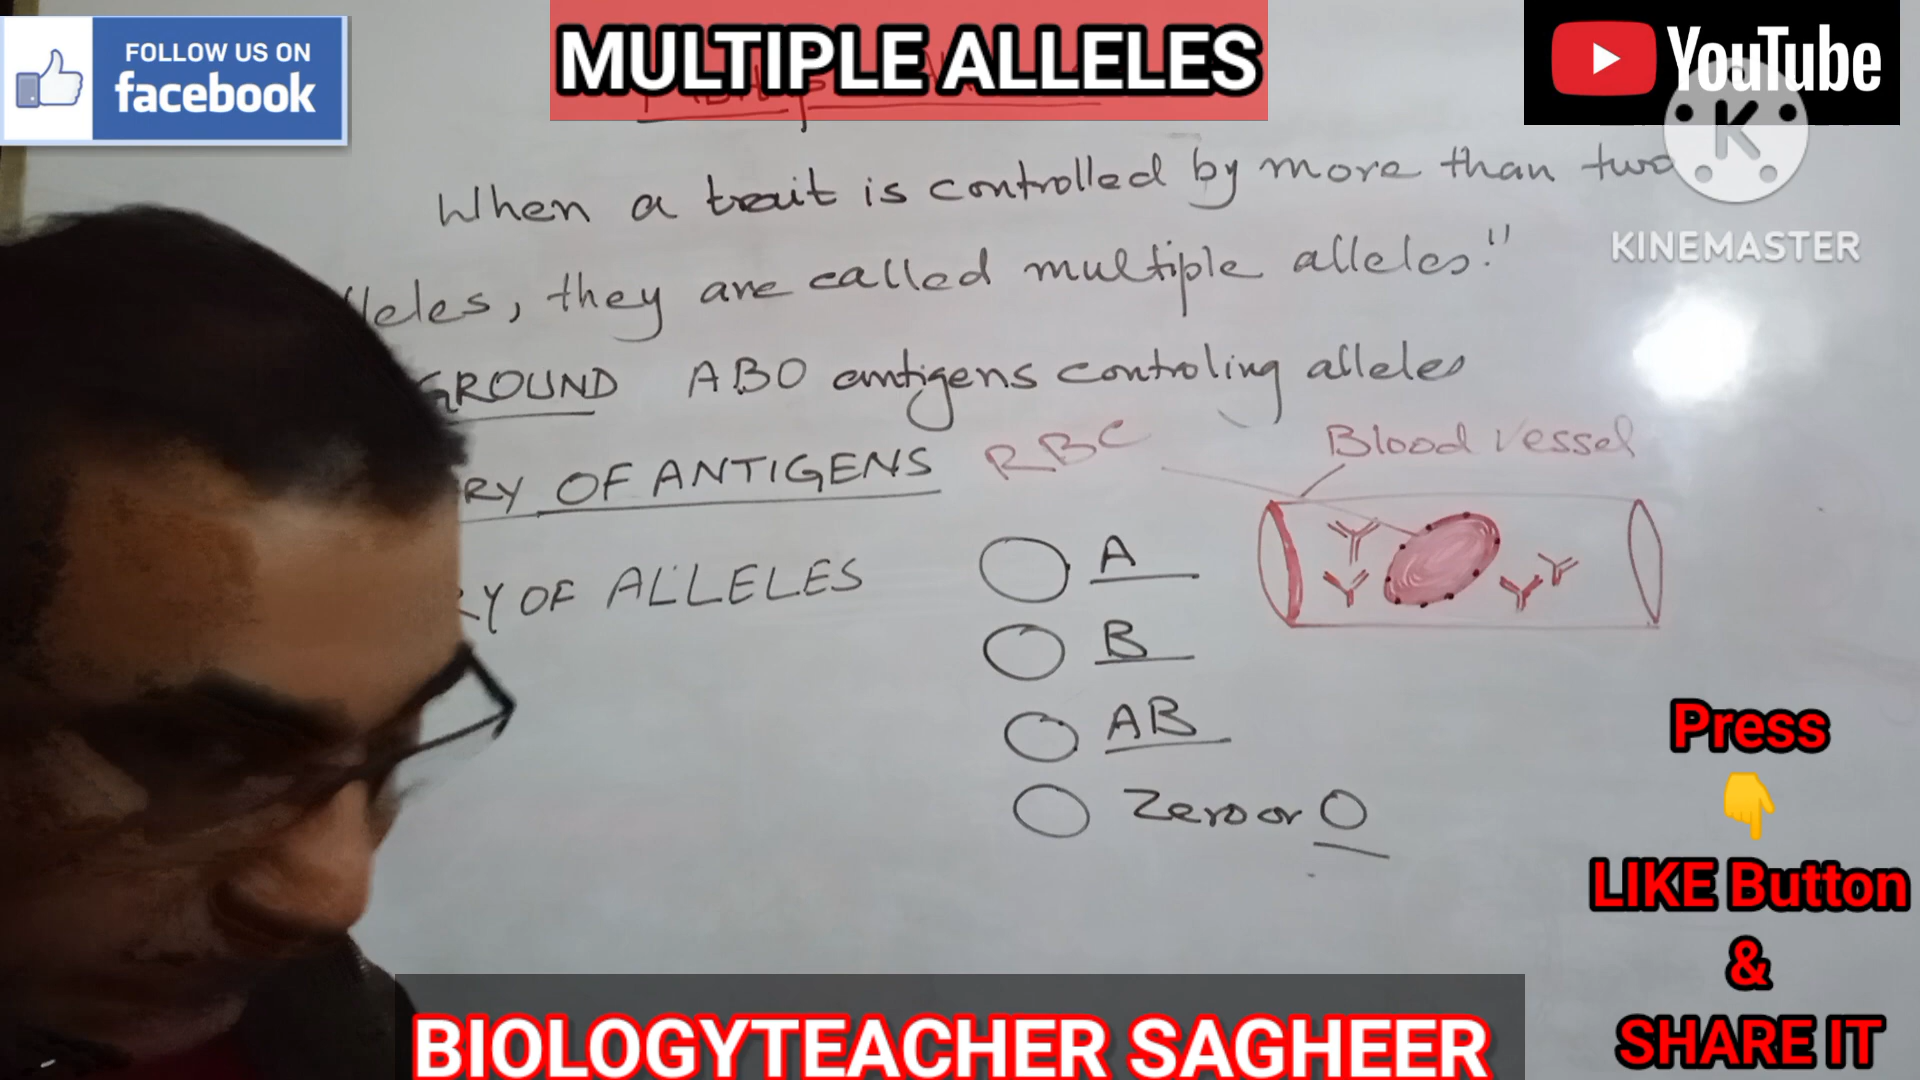 FOLLOW US ON
facebook
MULTIPLE ALLELES
YouTube
K
KINEMASTER
When a trait is controlled by more than two
lleles, they are called multiple alleles."
GROUND ABO antigens controling alleles
RY OF ANTIGENS
RBC
Blood vessel
RY OF ALLELES
A
B
AB
Zero or O
Press
👇
LIKE Button
&
SHARE IT
BIOLOGYTEACHER SAGHEER